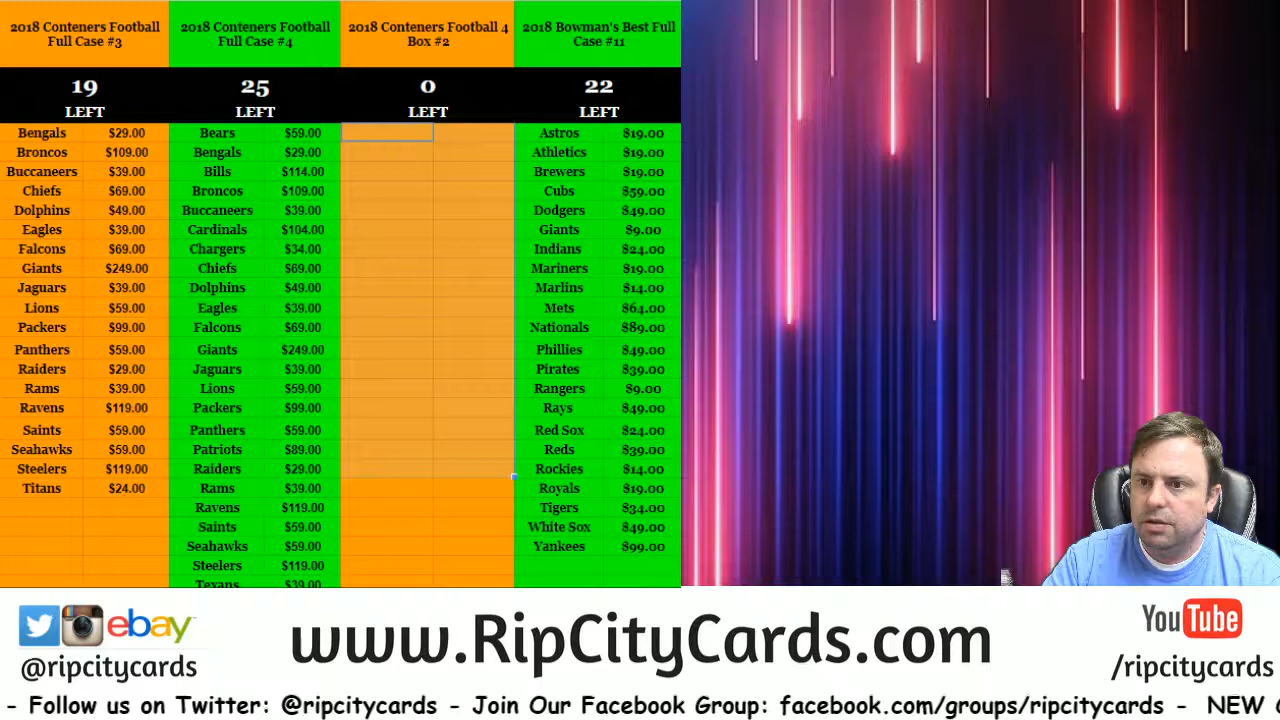 2018 Conteners Football Full Case #3
2018 Conteners Football Full Case #4
2018 Conteners Football 4 Box #2
2018 Bowman's Best Full Case #11
19 LEFT
25 LEFT
0 LEFT
22 LEFT
Bengals $29.00
Broncos $109.00
Buccaneers $39.00
Chiefs $69.00
Dolphins $49.00
Eagles $39.00
Falcons $69.00
Giants $249.00
Jaguars $39.00
Lions $59.00
Packers $99.00
Panthers $59.00
Raiders $29.00
Rams $39.00
Ravens $119.00
Saints $59.00
Seahawks $59.00
Steelers $119.00
Titans $24.00
Bears $59.00
Bengals $29.00
Bills $114.00
Broncos $109.00
Buccaneers $39.00
Cardinals $104.00
Chargers $34.00
Chiefs $69.00
Dolphins $49.00
Eagles $39.00
Falcons $69.00
Giants $249.00
Jaguars $39.00
Lions $59.00
Packers $99.00
Panthers $59.00
Patriots $89.00
Raiders $29.00
Rams $39.00
Ravens $119.00
Saints $59.00
Seahawks $59.00
Steelers $119.00
Texans $39.00
Astros $19.00
Athletics $19.00
Brewers $19.00
Cubs $59.00
Dodgers $49.00
Giants $9.00
Indians $24.00
Mariners $19.00
Marlins $14.00
Mets $64.00
Nationals $89.00
Phillies $49.00
Pirates $39.00
Rangers $9.00
Rays $49.00
Red Sox $24.00
Reds $39.00
Rockies $14.00
Royals $19.00
Tigers $34.00
White Sox $49.00
Yankees $99.00
ebay
@ripcitycards
www.RipCityCards.com
YouTube
/ripcitycards
- Follow us on Twitter: @ripcitycards - Join Our Facebook Group: facebook.com/groups/ripcitycards - NEW